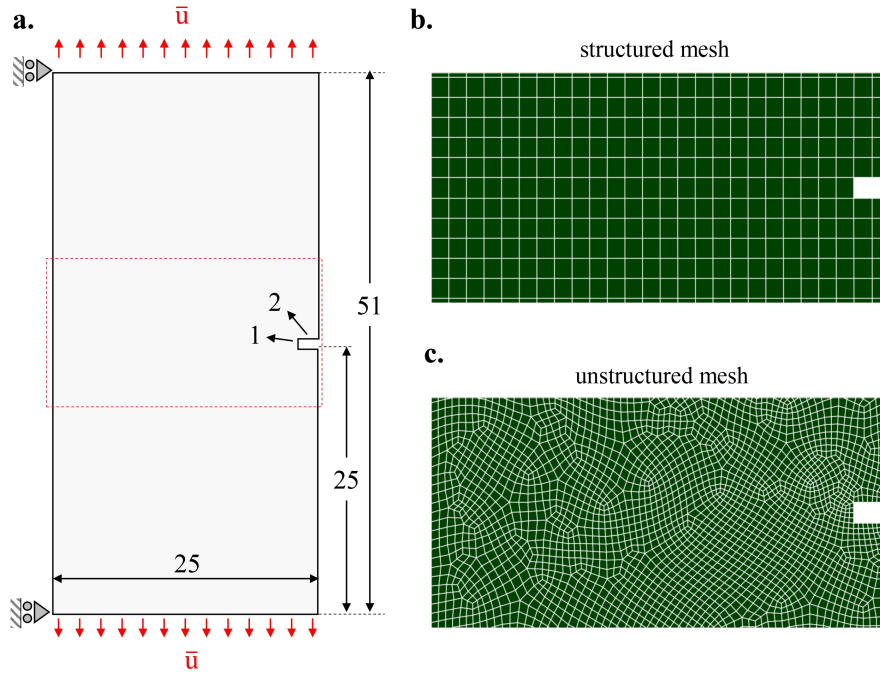 a.
ū
2
1
51
25
25
ū
b.
structured mesh
c.
unstructured mesh